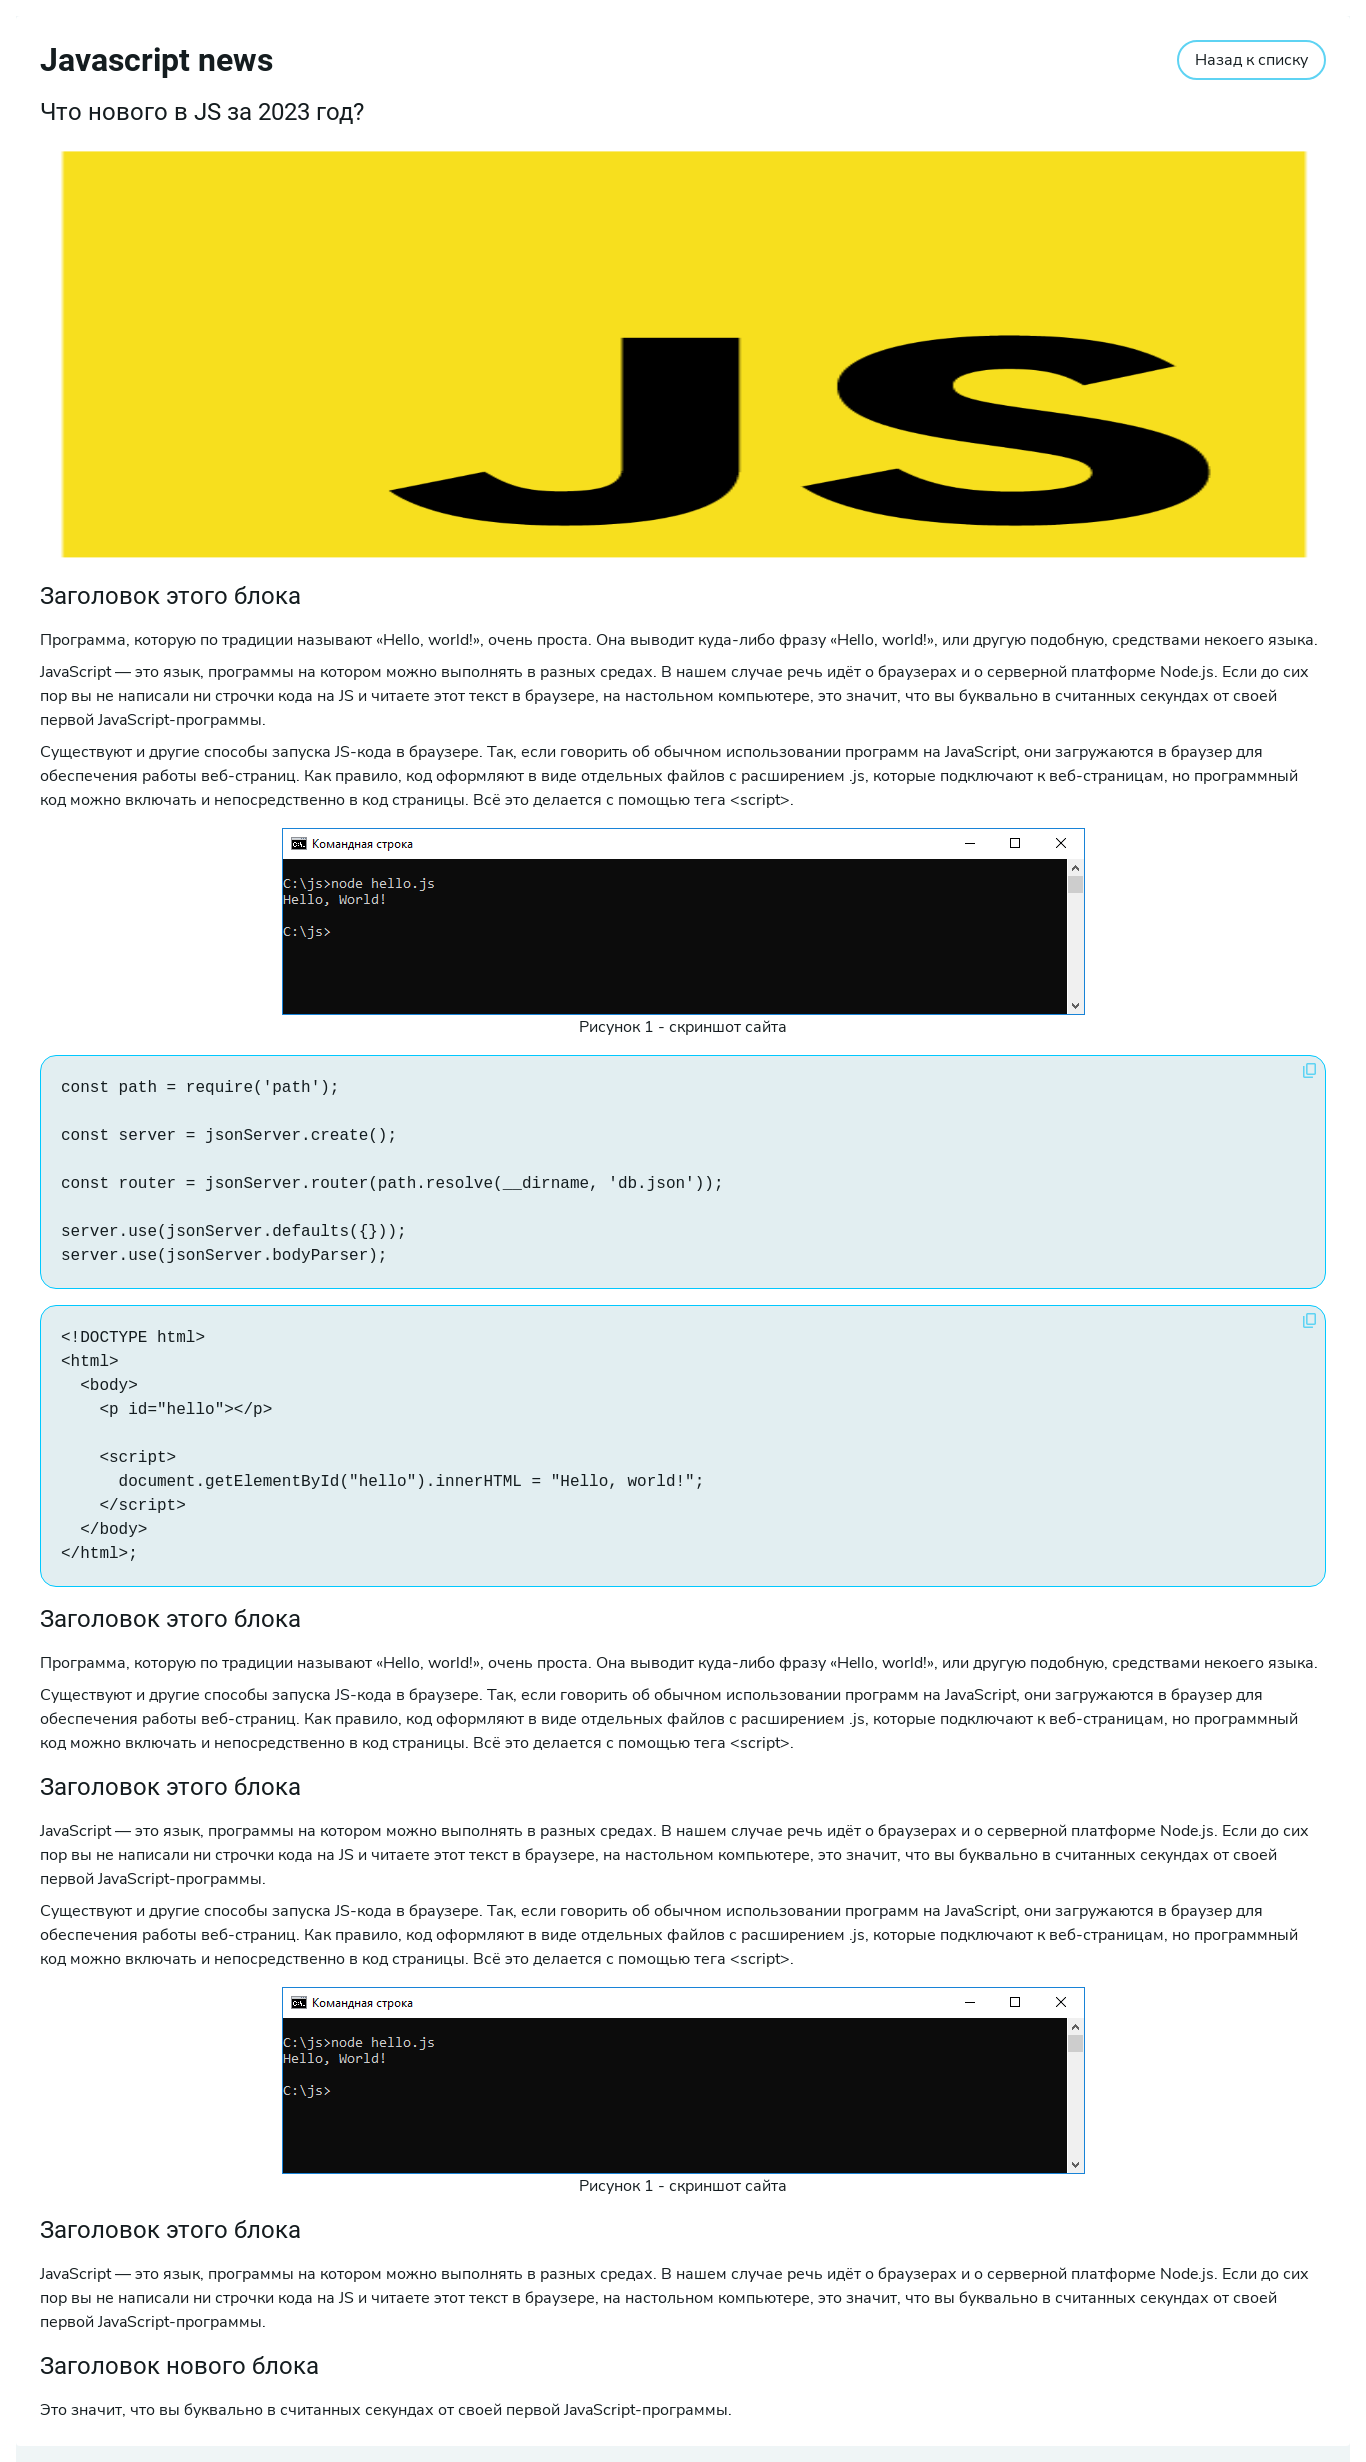 Javascript news
Назад к списку
Что нового в JS за 2023 год?
JS
Заголовок этого блока
Программа, которую по традиции называют «Hello, world!», очень проста. Она выводит куда-либо фразу «Hello, world!», или другую подобную, средствами некоего языка.
JavaScript — это язык, программы на котором можно выполнять в разных средах. В нашем случае речь идёт о браузерах и о серверной платформе Node.js. Если до сих
пор вы не написали ни строчки кода на JS и читаете этот текст в браузере, на настольном компьютере, это значит, что вы буквально в считанных секундах от своей
первой JavaScript-программы.
Существуют и другие способы запуска JS-кода в браузере. Так, если говорить об обычном использовании программ на JavaScript, они загружаются в браузер для
обеспечения работы веб-страниц. Как правило, код оформляют в виде отдельных файлов с расширением .js, которые подключают к веб-страницам, но программный
код можно включать и непосредственно в код страницы. Всё это делается с помощью тега <script>.
Командная строка
C:\js>node hello.js
Hello, World!
C:\js>
Рисунок 1 - скриншот сайта
const path = require('path');
const server = jsonServer.create();
const router = jsonServer.router(path.resolve(__dirname, 'db.json'));
server.use(jsonServer.defaults({}));
server.use(jsonServer.bodyParser);
<!DOCTYPE html>
<html>
  <body>
    <p id="hello"></p>
    <script>
      document.getElementById("hello").innerHTML = "Hello, world!";
    </script>
  </body>
</html>;
Заголовок этого блока
Программа, которую по традиции называют «Hello, world!», очень проста. Она выводит куда-либо фразу «Hello, world!», или другую подобную, средствами некоего языка.
Существуют и другие способы запуска JS-кода в браузере. Так, если говорить об обычном использовании программ на JavaScript, они загружаются в браузер для
обеспечения работы веб-страниц. Как правило, код оформляют в виде отдельных файлов с расширением .js, которые подключают к веб-страницам, но программный
код можно включать и непосредственно в код страницы. Всё это делается с помощью тега <script>.
Заголовок этого блока
JavaScript — это язык, программы на котором можно выполнять в разных средах. В нашем случае речь идёт о браузерах и о серверной платформе Node.js. Если до сих
пор вы не написали ни строчки кода на JS и читаете этот текст в браузере, на настольном компьютере, это значит, что вы буквально в считанных секундах от своей
первой JavaScript-программы.
Существуют и другие способы запуска JS-кода в браузере. Так, если говорить об обычном использовании программ на JavaScript, они загружаются в браузер для
обеспечения работы веб-страниц. Как правило, код оформляют в виде отдельных файлов с расширением .js, которые подключают к веб-страницам, но программный
код можно включать и непосредственно в код страницы. Всё это делается с помощью тега <script>.
Командная строка
C:\js>node hello.js
Hello, World!
C:\js>
Рисунок 1 - скриншот сайта
Заголовок этого блока
JavaScript — это язык, программы на котором можно выполнять в разных средах. В нашем случае речь идёт о браузерах и о серверной платформе Node.js. Если до сих
пор вы не написали ни строчки кода на JS и читаете этот текст в браузере, на настольном компьютере, это значит, что вы буквально в считанных секундах от своей
первой JavaScript-программы.
Заголовок нового блока
Это значит, что вы буквально в считанных секундах от своей первой JavaScript-программы.